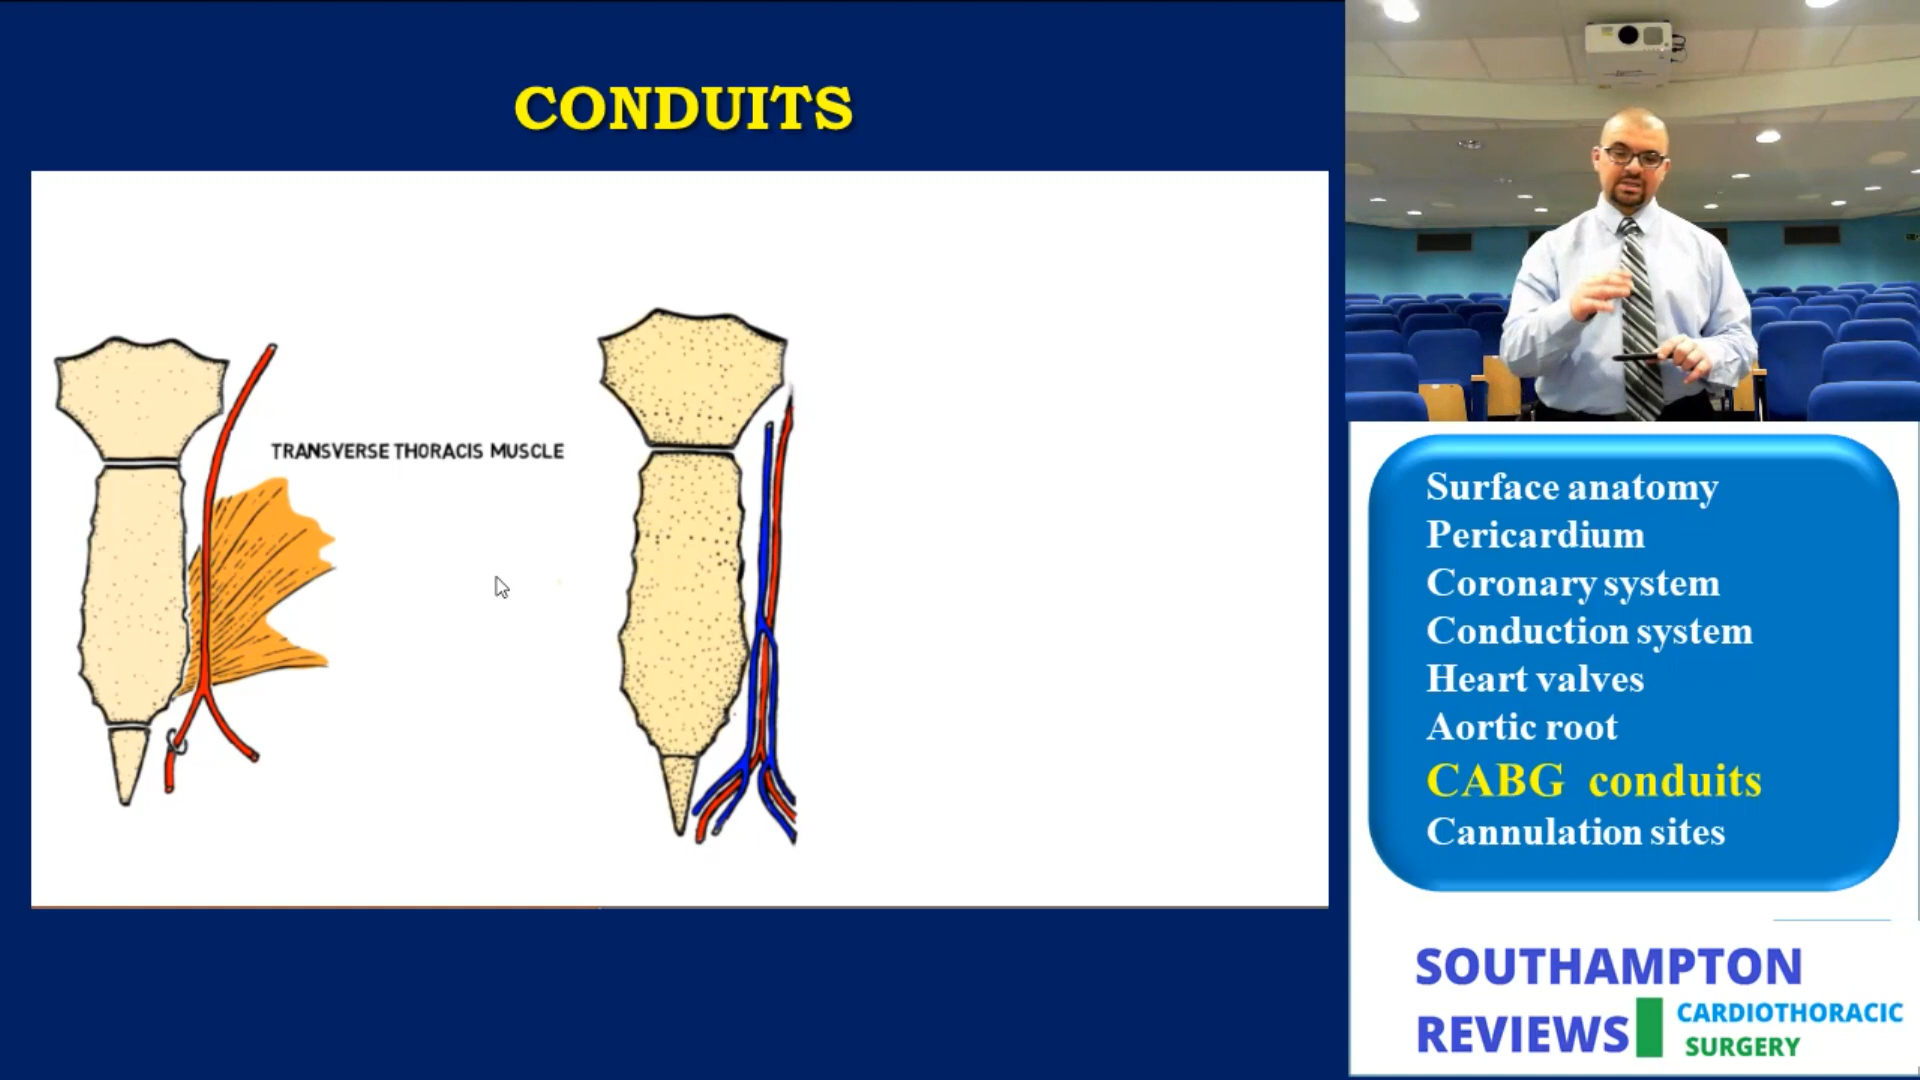 CONDUITS
TRANSVERSE THORACIS MUSCLE
Surface anatomy
Pericardium
Coronary system
Conduction system
Heart valves
Aortic root
CABG conduits
Cannulation sites
SOUTHAMPTON
REVIEWS
CARDIOTHORACIC
SURGERY